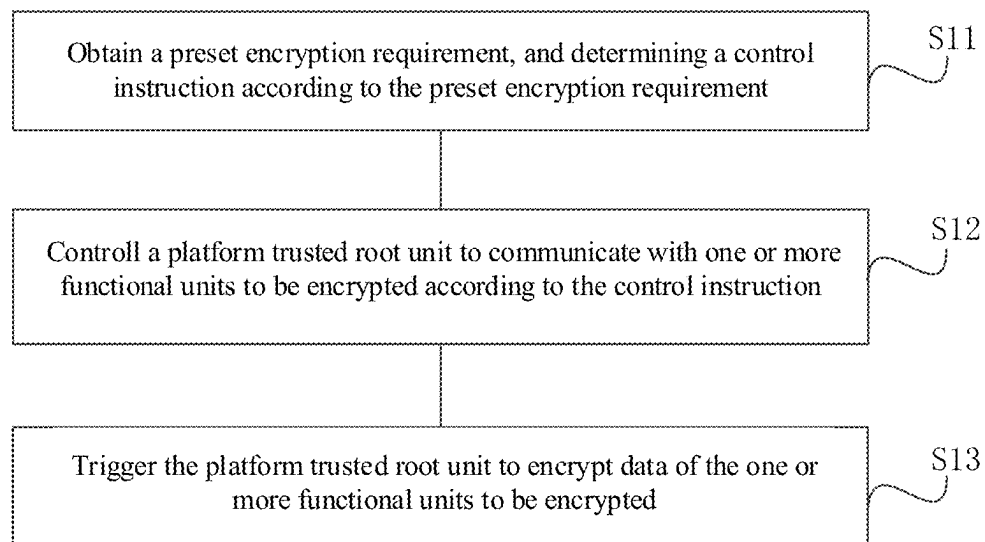 Obtain a preset encryption requirement, and determining a control
instruction according to the preset encryption requirement
S11
Controll a platform trusted root unit to communicate with one or more
functional units to be encrypted according to the control instruction
S12
Trigger the platform trusted root unit to encrypt data of the one or
more functional units to be encrypted
S13